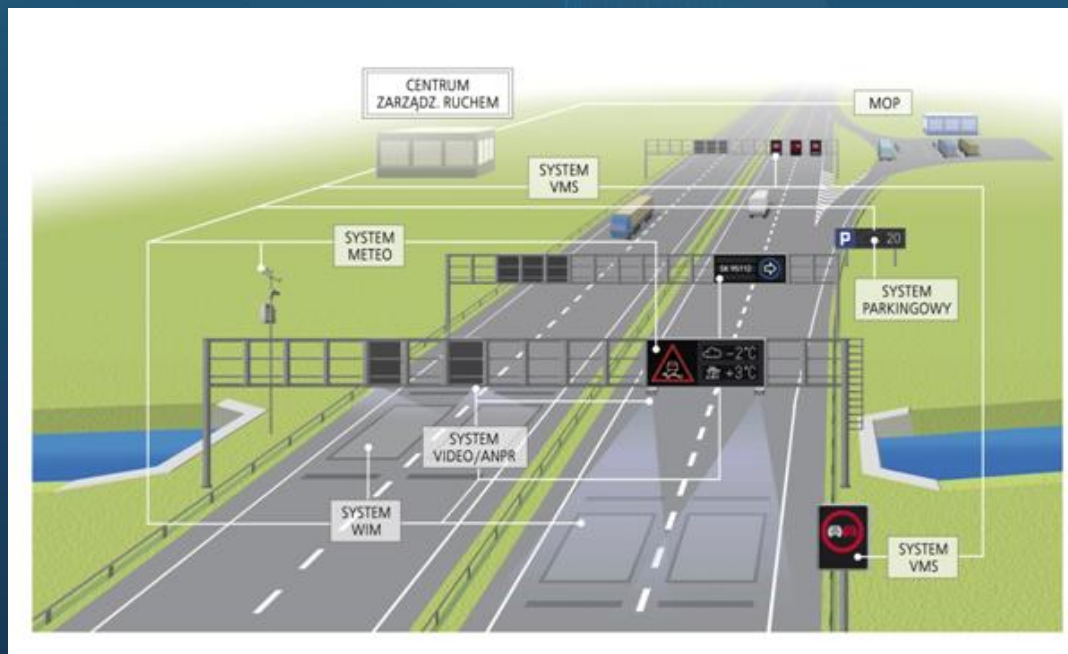 CENTRUM
ZARZĄDZ. RUCHEM
MOP
SYSTEM
VMS
SYSTEM
METEO
P 20
SYSTEM
PARKINGOWY
-2°C
+3°C
SYSTEM
VIDEO/ANPR
SYSTEM
WIM
SYSTEM
VMS